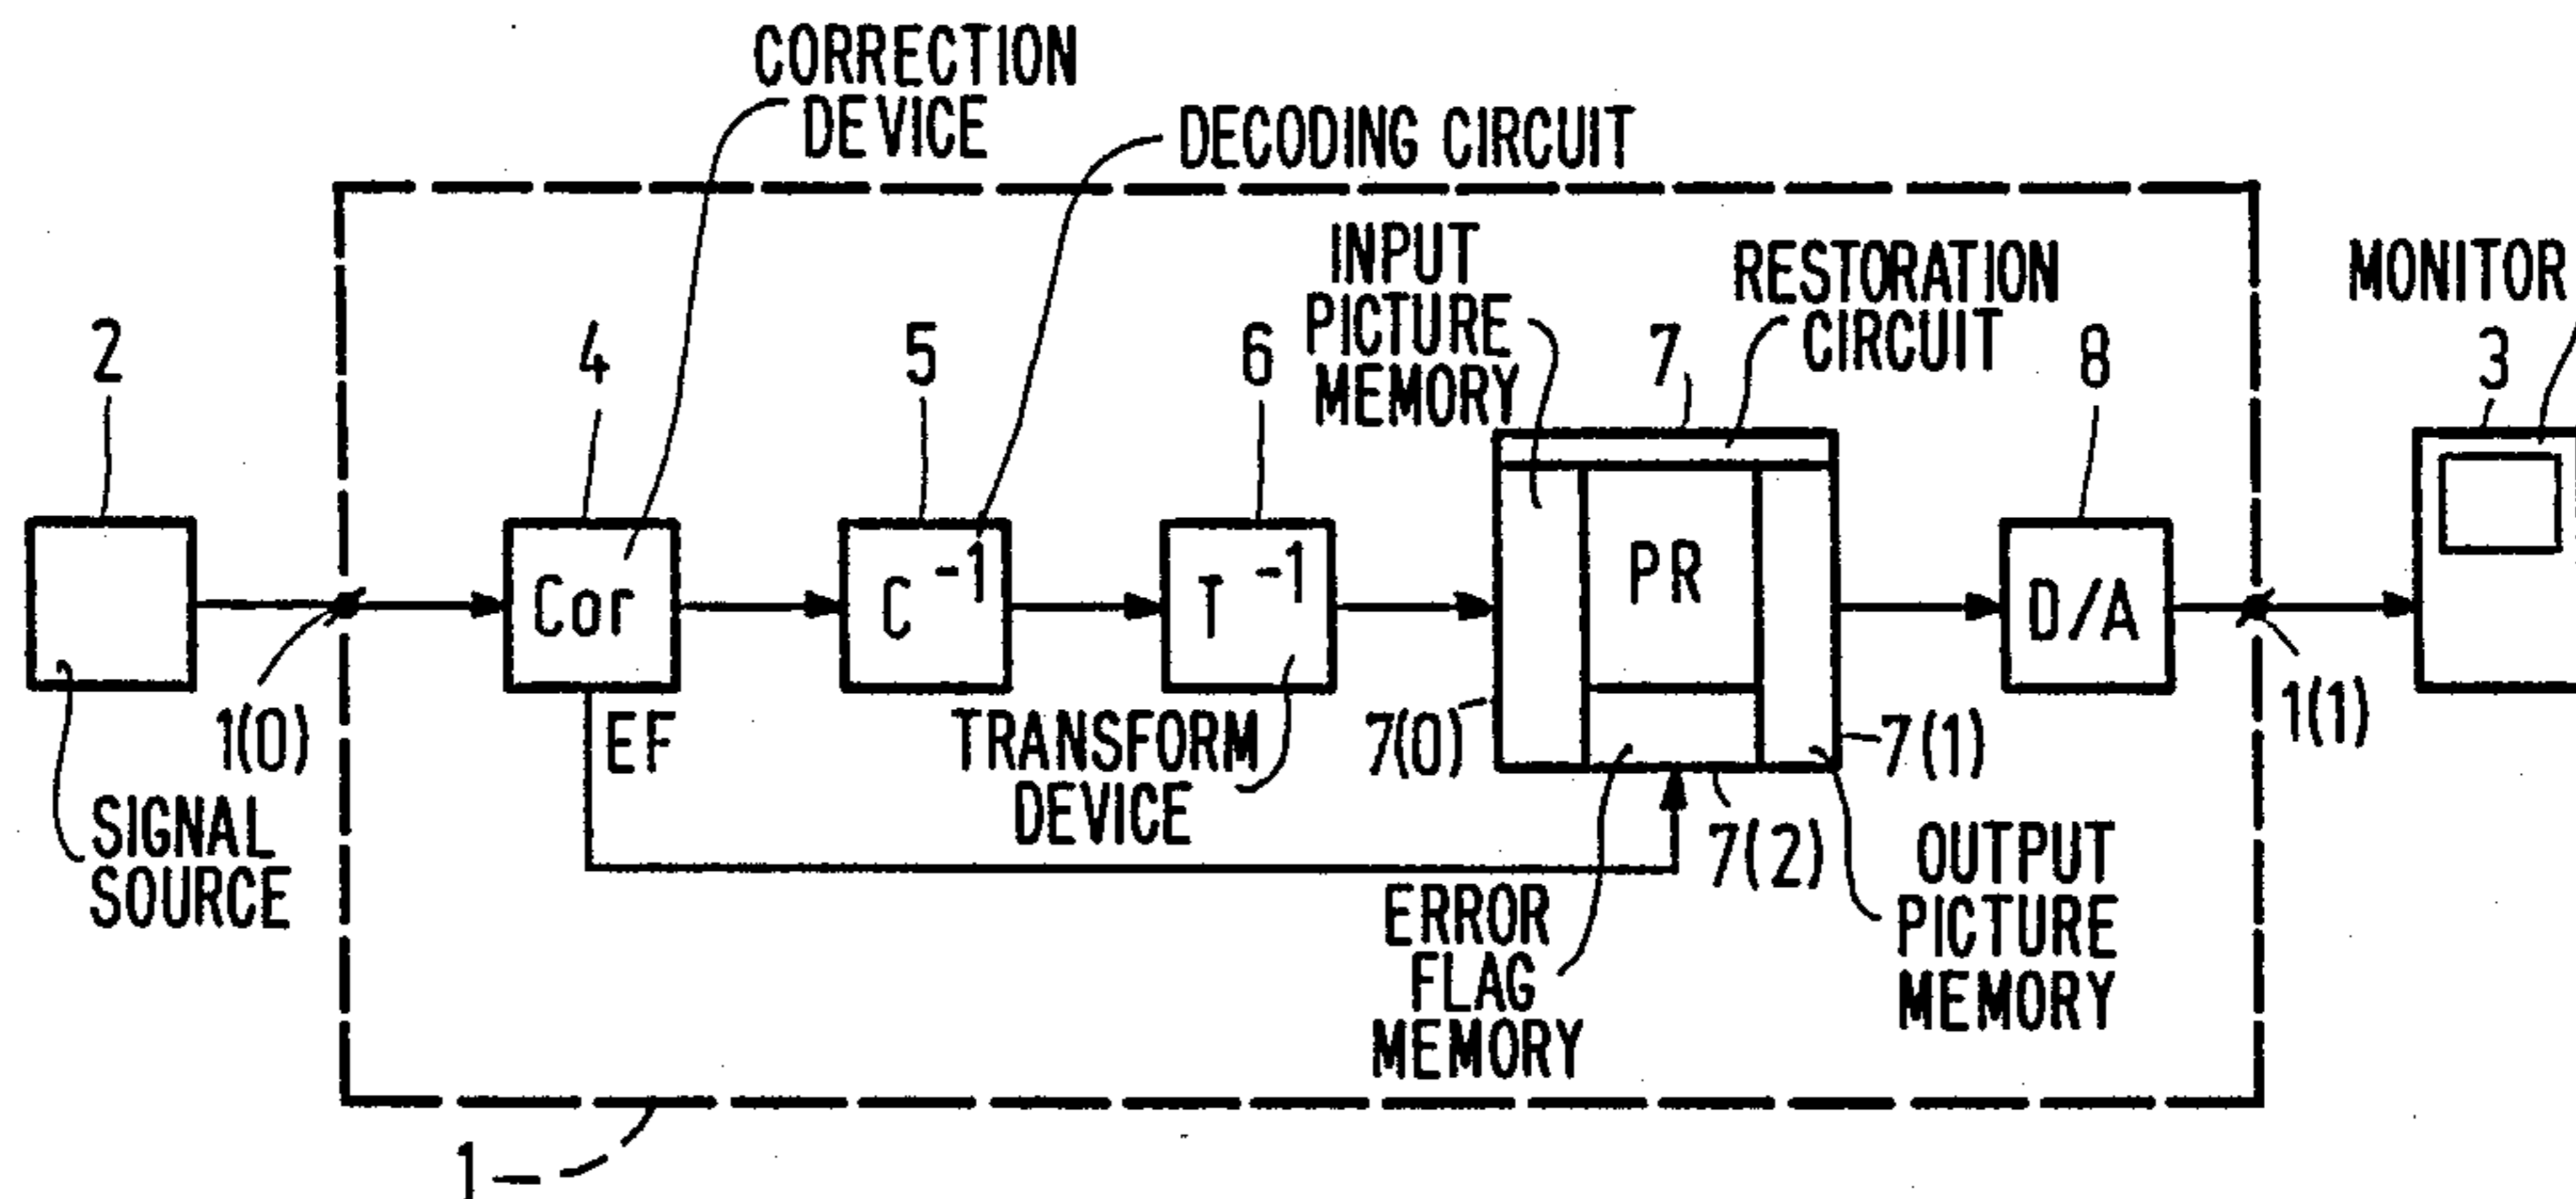 CORRECTION
DEVICE
DECODING CIRCUIT
INPUT
PICTURE
MEMORY
RESTORATION
CIRCUIT
MONITOR
2
4
5
6
7
8
3
Cor
C⁻¹
T⁻¹
PR
D/A
1(0)
EF
TRANSFORM
DEVICE
7(0)
7(1)
1(1)
SIGNAL
SOURCE
7(2)
ERROR
FLAG
MEMORY
OUTPUT
PICTURE
MEMORY
1